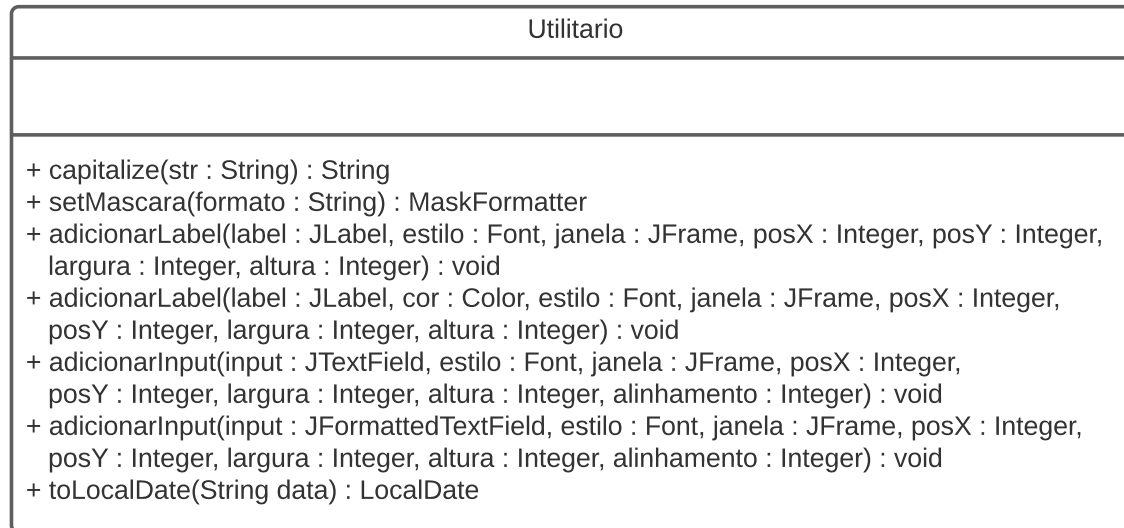 Utilitario
+ capitalize(str : String) : String
+ setMascara(formato : String) : MaskFormatter
+ adicionarLabel(label : JLabel, estilo : Font, janela : JFrame, posX : Integer, posY : Integer,
largura : Integer, altura : Integer) : void
+ adicionarLabel(label : JLabel, cor : Color, estilo : Font, janela : JFrame, posX : Integer,
posY : Integer, largura : Integer, altura : Integer) : void
+ adicionarInput(input : JTextField, estilo : Font, janela : JFrame, posX : Integer,
posY : Integer, largura : Integer, altura : Integer, alinhamento : Integer) : void
+ adicionarInput(input : JFormattedTextField, estilo : Font, janela : JFrame, posX : Integer,
posY : Integer, largura : Integer, altura : Integer, alinhamento : Integer) : void
+ toLocalDate(String data) : LocalDate